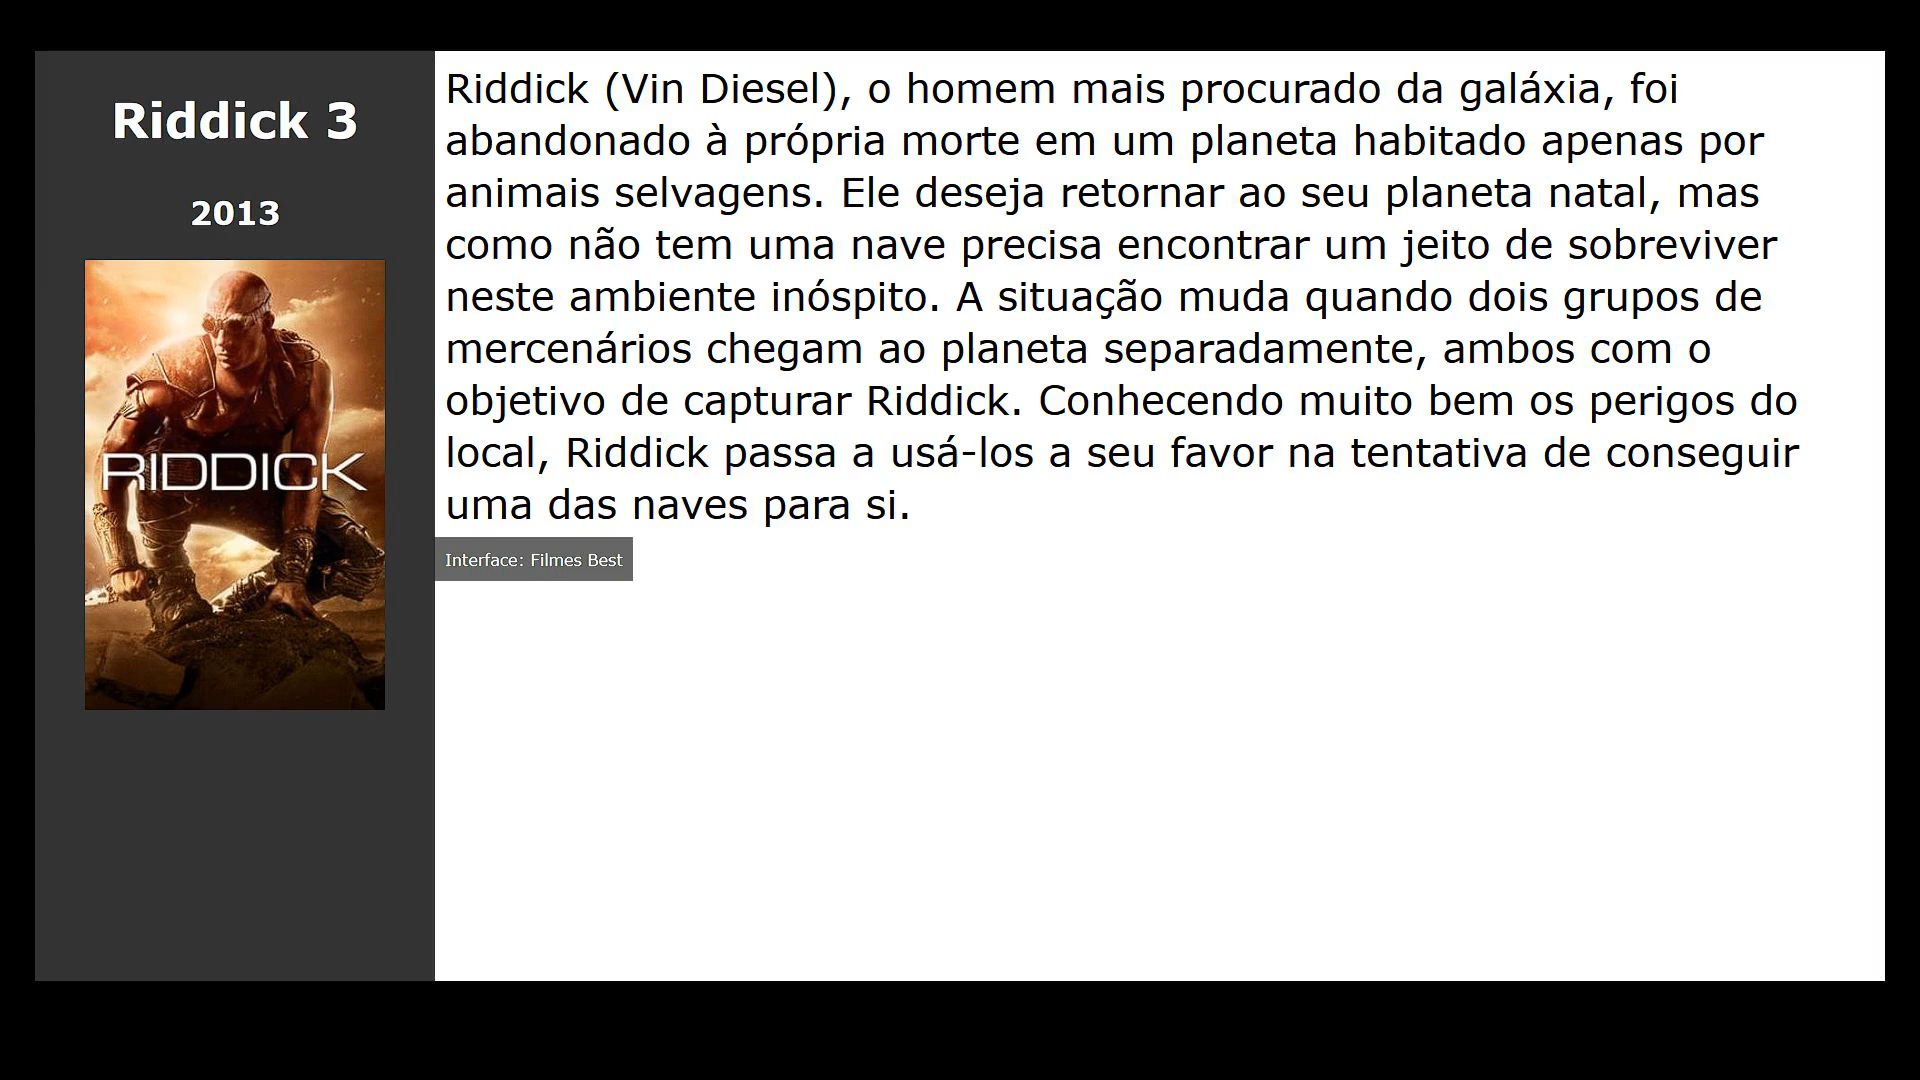 Riddick 3
2013
RIDDICK
Riddick (Vin Diesel), o homem mais procurado da galáxia, foi
abandonado à própria morte em um planeta habitado apenas por
animais selvagens. Ele deseja retornar ao seu planeta natal, mas
como não tem uma nave precisa encontrar um jeito de sobreviver
neste ambiente inóspito. A situação muda quando dois grupos de
mercenários chegam ao planeta separadamente, ambos com o
objetivo de capturar Riddick. Conhecendo muito bem os perigos do
local, Riddick passa a usá-los a seu favor na tentativa de conseguir
uma das naves para si.
Interface: Filmes Best